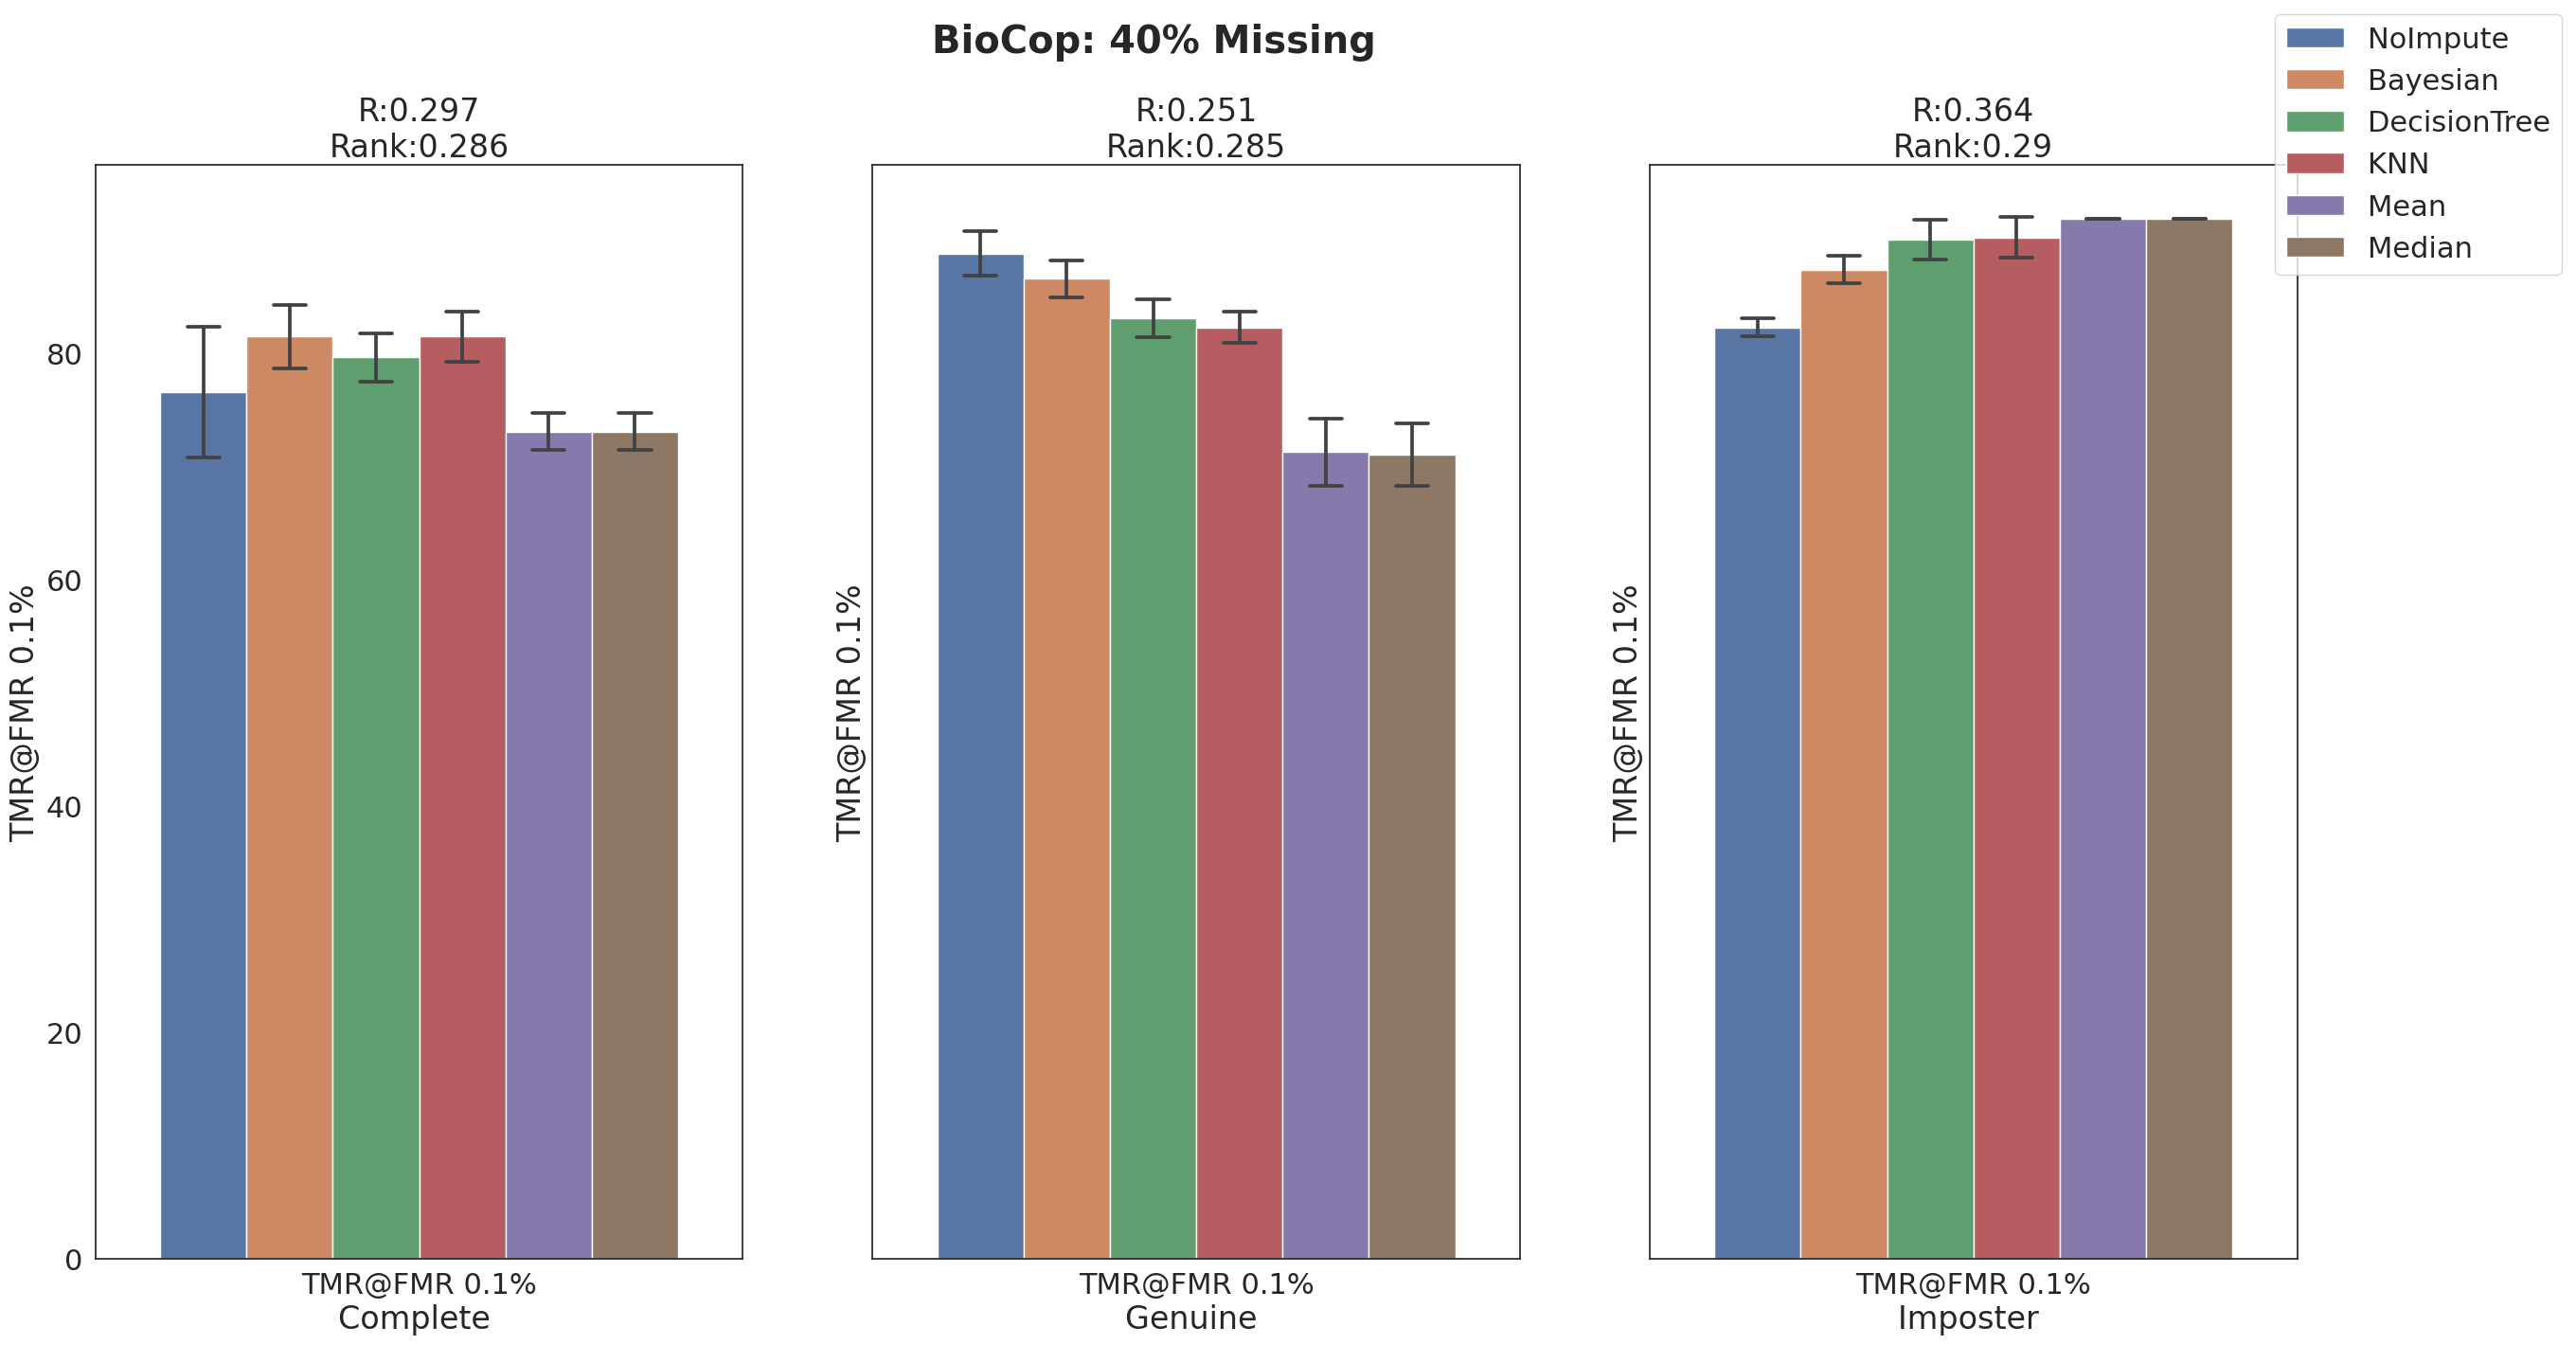 BioCop: 40% Missing
NoImpute
Bayesian
DecisionTree
KNN
Mean
Median
R:0.297
Rank:0.286
R:0.251
Rank:0.285
R:0.364
Rank:0.29
TMR@FMR 0.1%
80
60
40
20
0
TMR@FMR 0.1%
Complete
TMR@FMR 0.1%
TMR@FMR 0.1%
Genuine
TMR@FMR 0.1%
TMR@FMR 0.1%
Imposter